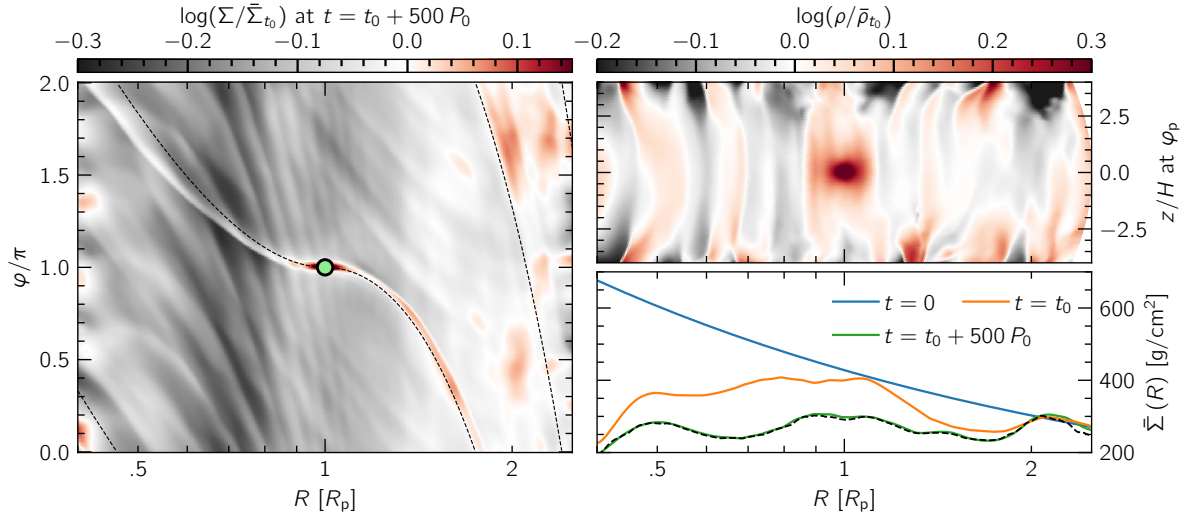 log(Σ/Σ̄_{t₀}) at t = t₀ + 500 P₀
−0.3 −0.2 −0.1 0.0 0.1
2.0
1.5
1.0
0.5
0.0
φ/π
.5 1 2
R [Rₚ]
log(ρ/ρ̄_{t₀})
−0.2 −0.1 0.0 0.1 0.2 0.3
2.5
0.0
−2.5
z/H at φₚ
t = 0 t = t₀
t = t₀ + 500 P₀
600
400
200
Σ̄ (R) [g/cm²]
.5 1 2
R [Rₚ]